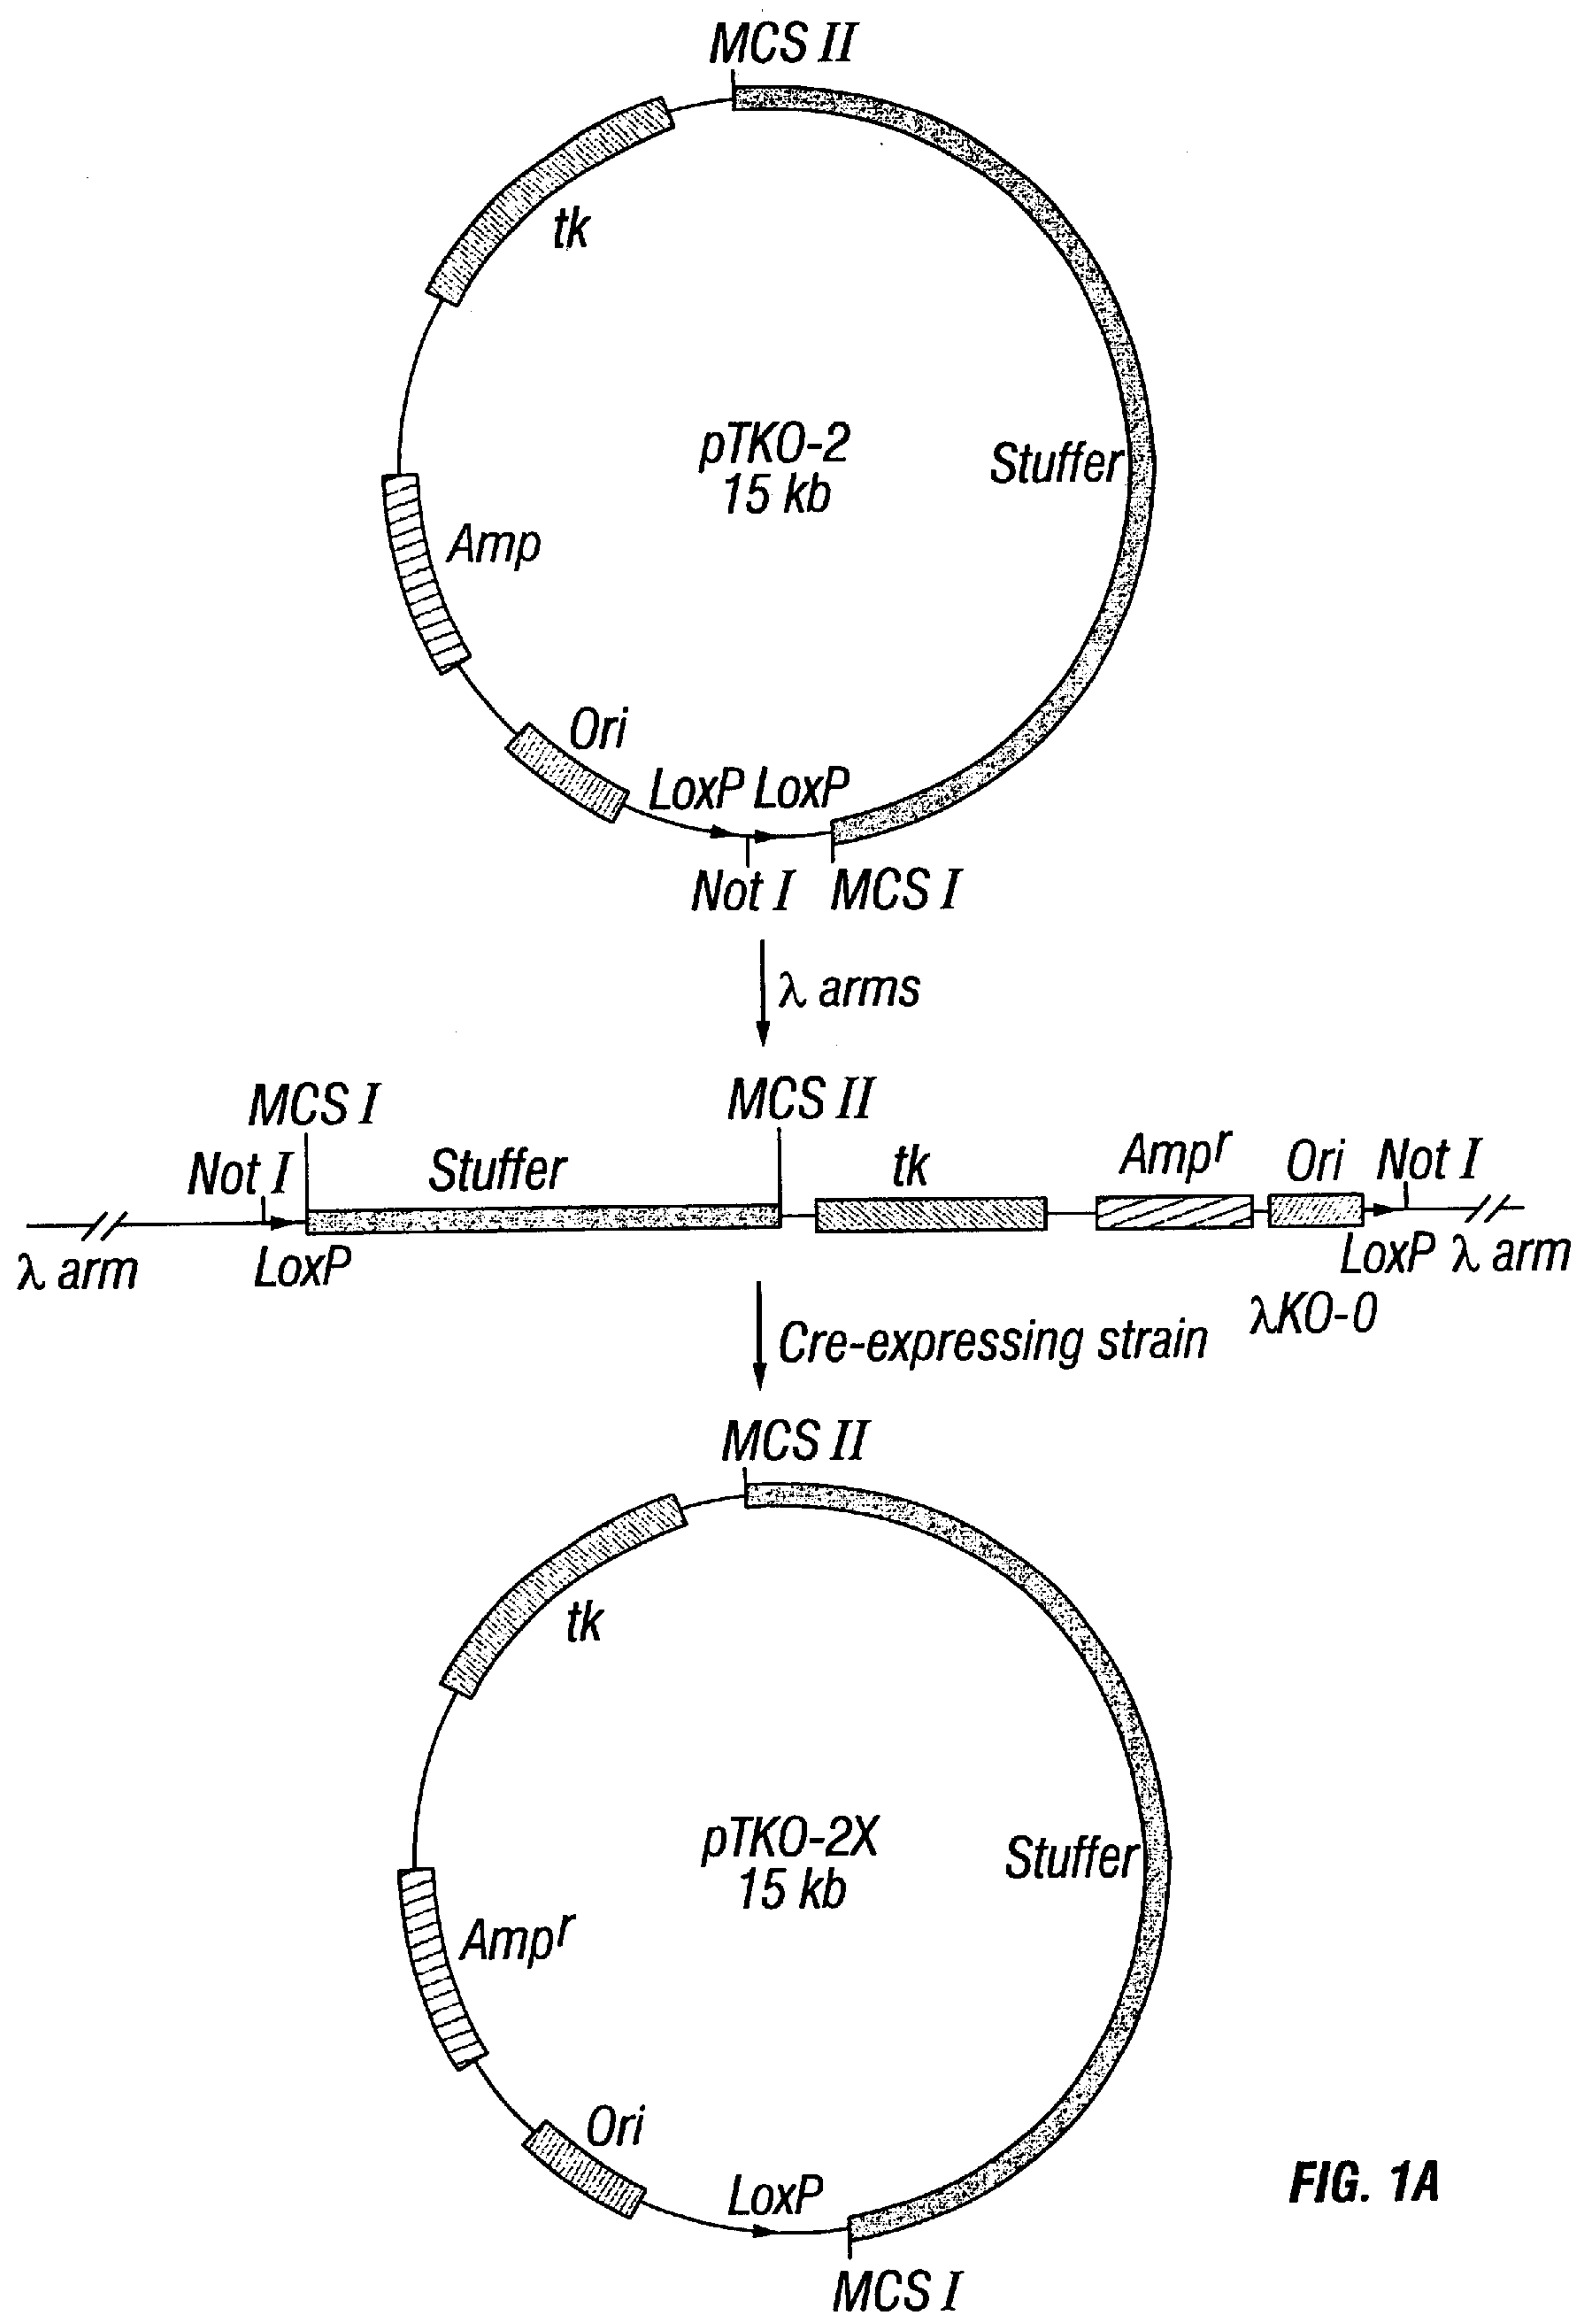 MCS II
tk
pTKO-2
15 kb
Stuffer
Amp
Ori
LoxP LoxP
Not I MCS I
λ arms
MCS I MCS II
Not I Stuffer tk Ampr Ori Not I
λ arm LoxP LoxP λ arm
λKO-0
Cre-expressing strain
MCS II
tk
pTKO-2X
15 kb
Stuffer
Ampr
Ori
LoxP
MCS I
FIG. 1A